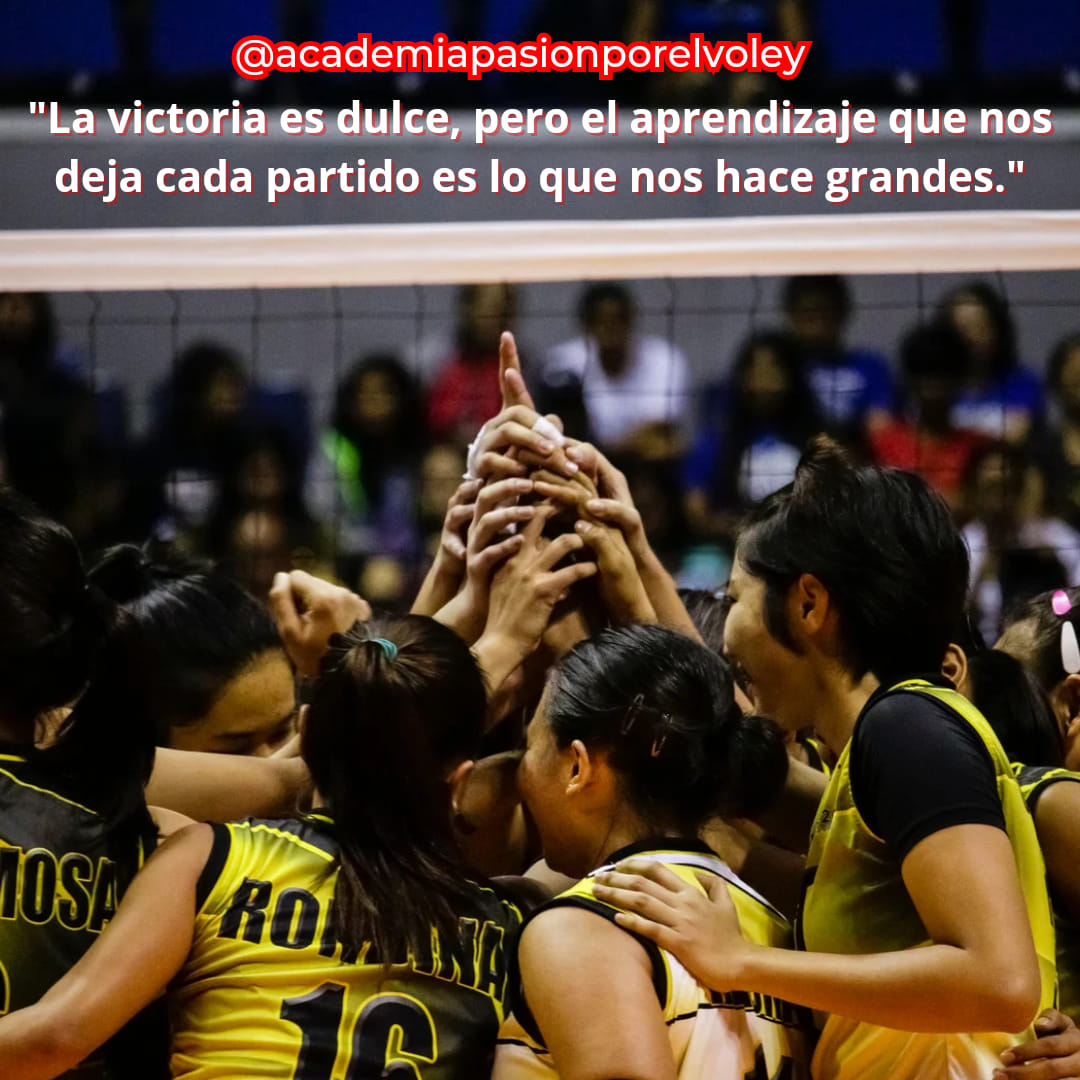 @academiapasionporelvoley
"La victoria es dulce, pero el aprendizaje que nos
deja cada partido es lo que nos hace grandes."
16